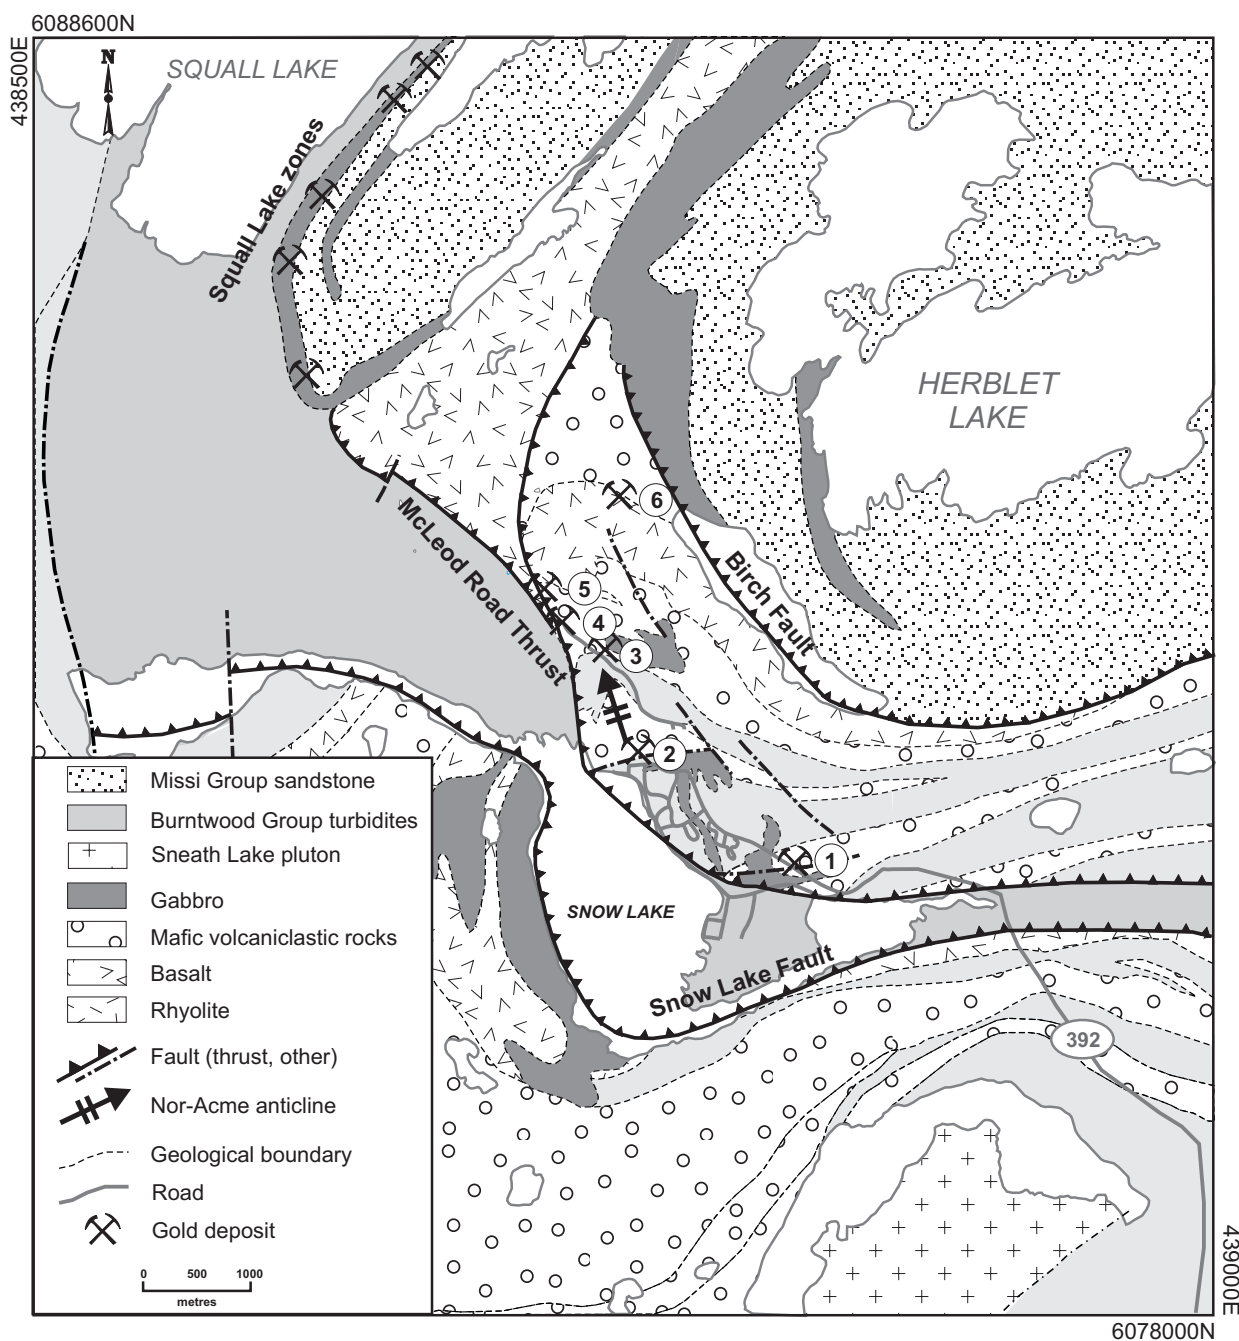 6088600N
438500E
N
SQUALL LAKE
Squall Lake zones
HERBLET
LAKE
6
McLeod Road Thrust
Birch Fault
5
4
3
2
1
SNOW LAKE
Snow Lake Fault
392
Missi Group sandstone
Burntwood Group turbidites
Sneath Lake pluton
Gabbro
Mafic volcaniclastic rocks
Basalt
Rhyolite
Fault (thrust, other)
Nor-Acme anticline
Geological boundary
Road
Gold deposit
0 500 1000
metres
439000E
6078000N